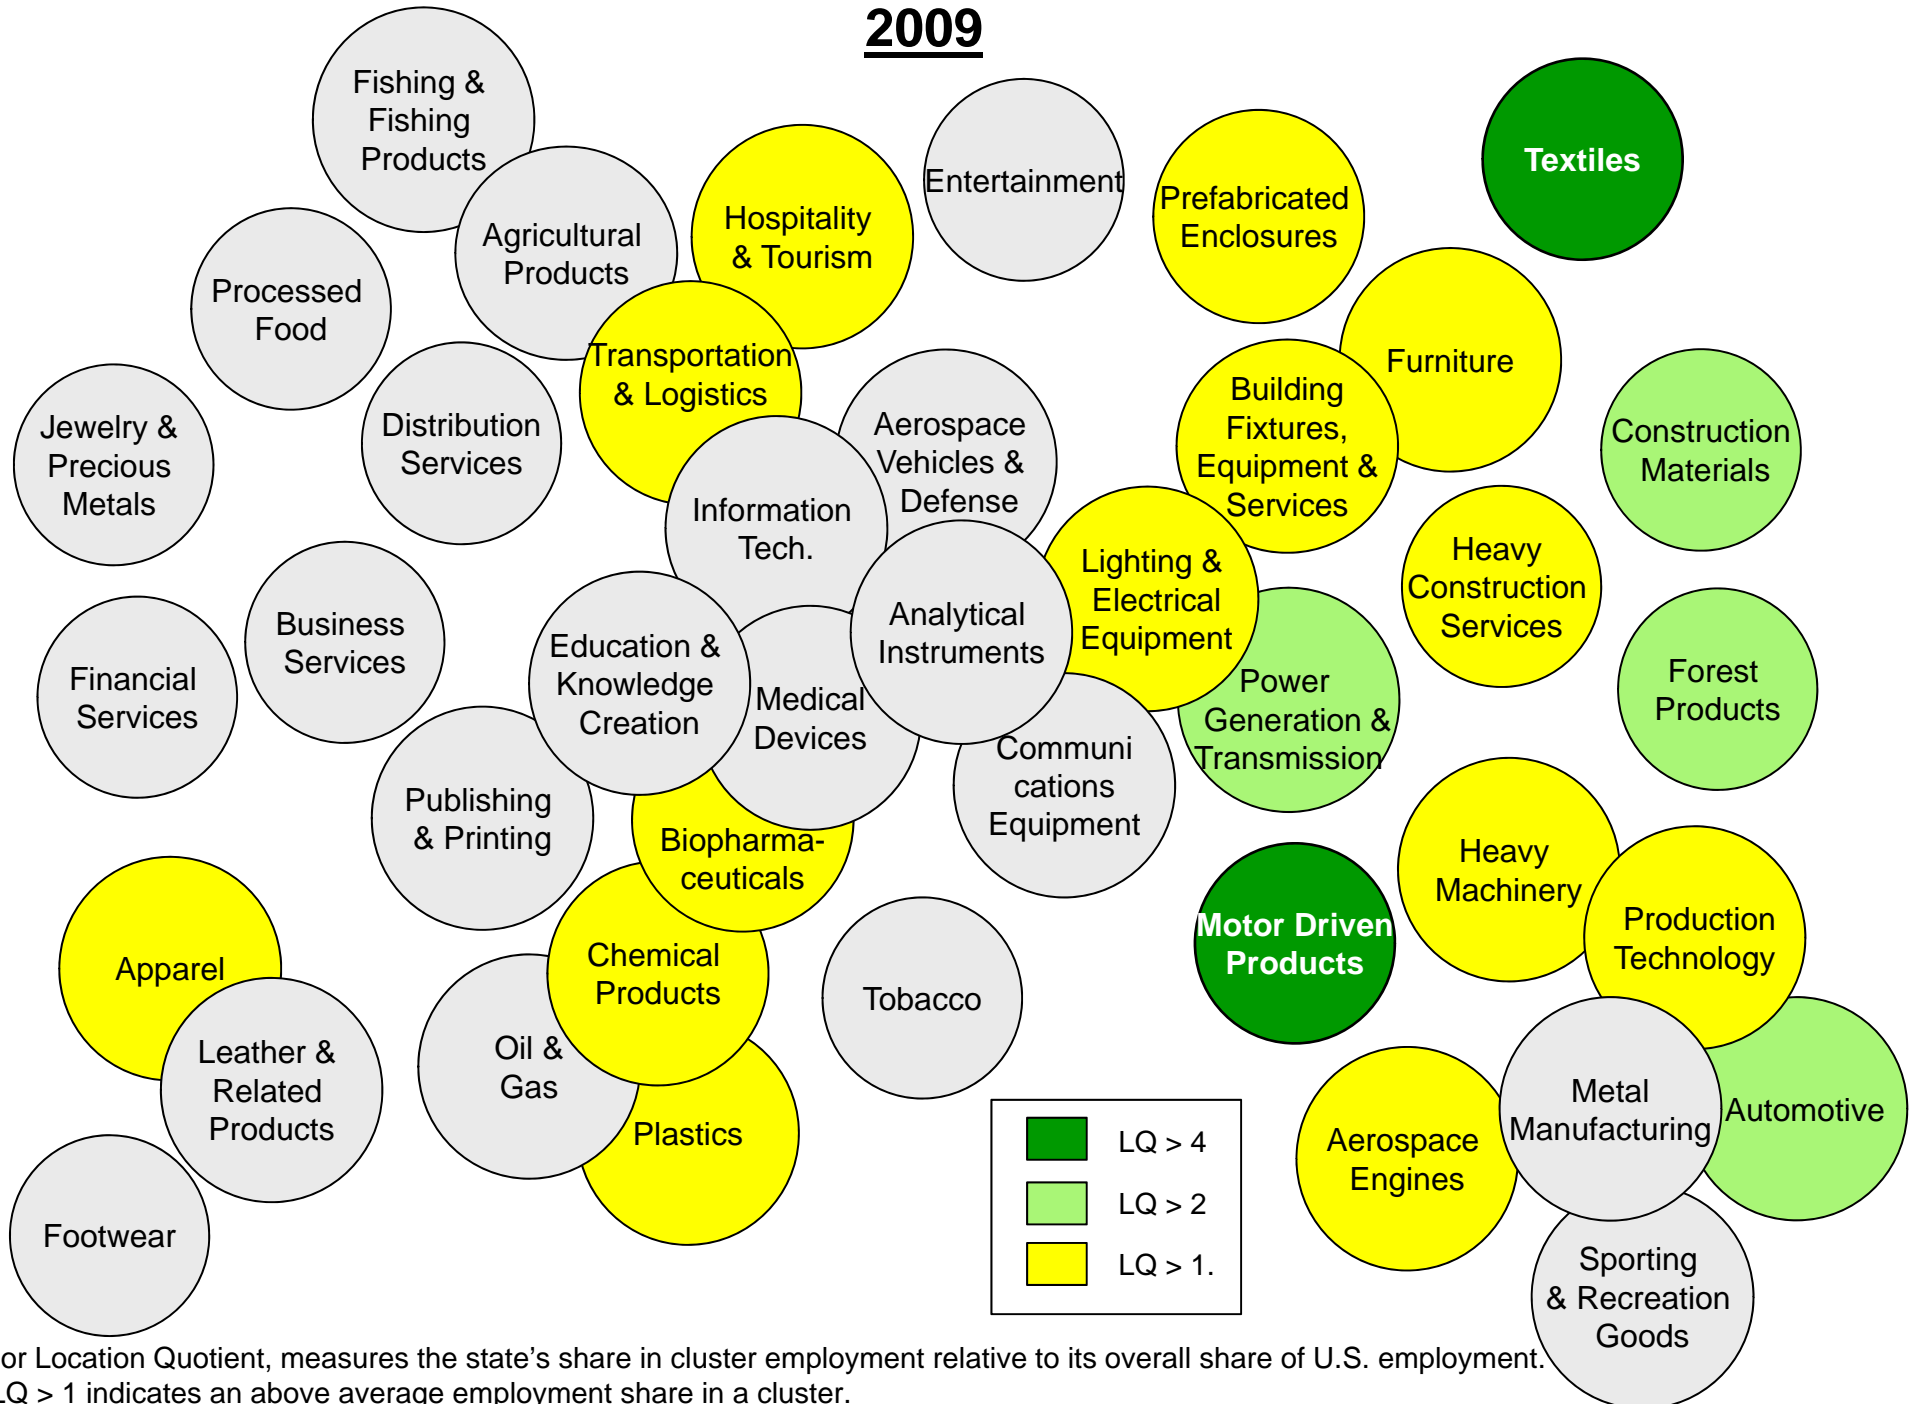 2009
Fishing &
Fishing
Products
Textiles
Entertainment
Prefabricated
Enclosures
Hospitality
& Tourism
Agricultural
Products
Processed
Food
Transportation
& Logistics
Furniture
Building
Fixtures,
Equipment &
Services
Construction
Materials
Jewelry &
Precious
Metals
Distribution
Services
Aerospace
Vehicles &
Defense
Information
Tech.
Heavy
Construction
Services
Lighting &
Electrical
Equipment
Analytical
Instruments
Business
Services
Education &
Knowledge
Creation
Financial
Services
Medical
Devices
Power
Generation &
Transmission
Forest
Products
Communi
cations
Equipment
Publishing
& Printing
Biopharma-
ceuticals
Heavy
Machinery
Motor Driven
Products
Production
Technology
Apparel
Chemical
Products
Tobacco
Leather &
Related
Products
Oil &
Gas
Plastics
Metal
Manufacturing
Automotive
Aerospace
Engines
Footwear
Sporting
& Recreation
Goods
LQ > 4
LQ > 2
LQ > 1.
or Location Quotient, measures the state’s share in cluster employment relative to its overall share of U.S. employment.
LQ > 1 indicates an above average employment share in a cluster.